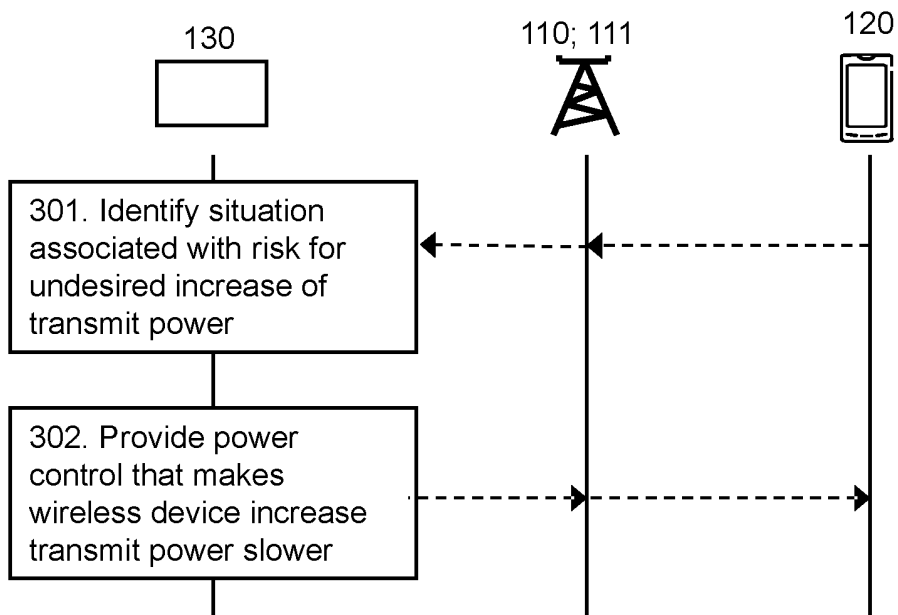 130
110; 111
120
301. Identify situation
associated with risk for
undesired increase of
transmit power
302. Provide power
control that makes
wireless device increase
transmit power slower